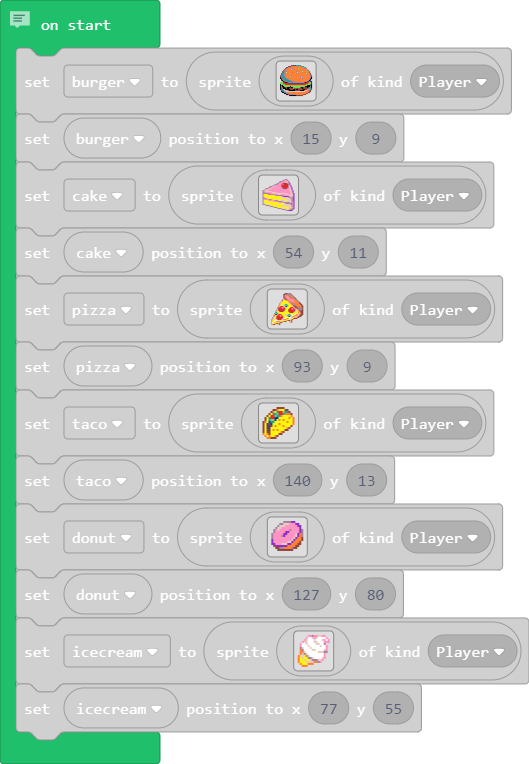 on start
set burger to sprite of kind Player
set burger position to x 15 y 9
set cake to sprite of kind Player
set cake position to x 54 y 11
set pizza to sprite of kind Player
set pizza position to x 93 y 9
set taco to sprite of kind Player
set taco position to x 140 y 13
set donut to sprite of kind Player
set donut position to x 127 y 80
set icecream to sprite of kind Player
set icecream position to x 77 y 55